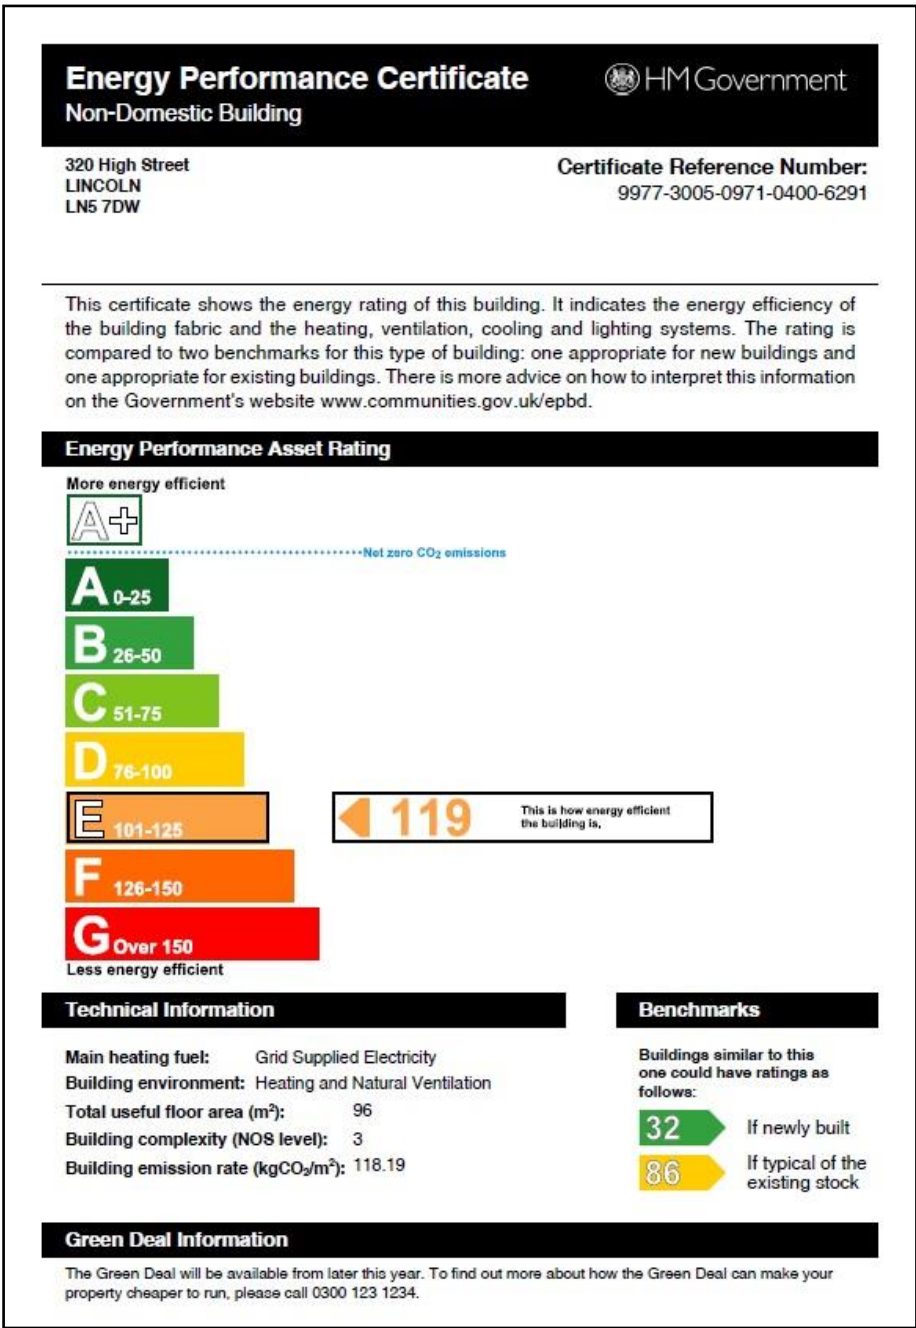 Energy Performance Certificate
HM Government
Non-Domestic Building
320 High Street
LINCOLN
LN5 7DW
Certificate Reference Number:
9977-3005-0971-0400-6291
This certificate shows the energy rating of this building. It indicates the energy efficiency of
the building fabric and the heating, ventilation, cooling and lighting systems. The rating is
compared to two benchmarks for this type of building: one appropriate for new buildings and
one appropriate for existing buildings. There is more advice on how to interpret this information
on the Government's website www.communities.gov.uk/epbd.
Energy Performance Asset Rating
More energy efficient
A+
Net zero CO₂ emissions
A 0-25
B 26-50
C 51-75
D 76-100
E 101-125
119
This is how energy efficient
the building is.
F 126-150
G Over 150
Less energy efficient
Technical Information
Main heating fuel: Grid Supplied Electricity
Building environment: Heating and Natural Ventilation
Total useful floor area (m²): 96
Building complexity (NOS level): 3
Building emission rate (kgCO₂/m²): 118.19
Benchmarks
Buildings similar to this
one could have ratings as
follows:
32 If newly built
86 If typical of the
existing stock
Green Deal Information
The Green Deal will be available from later this year. To find out more about how the Green Deal can make your
property cheaper to run, please call 0300 123 1234.